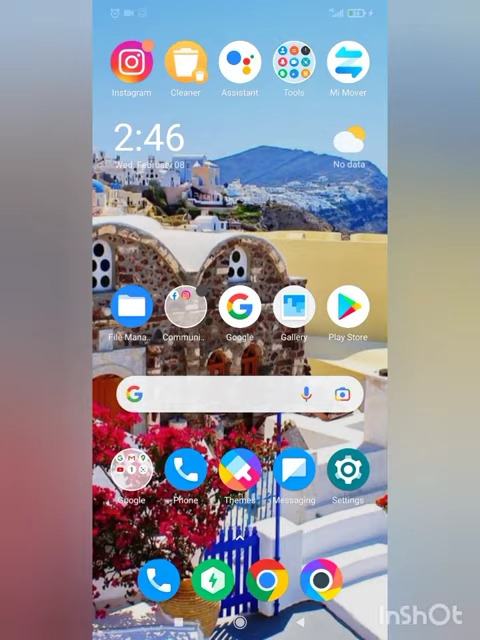 Instagram Cleaner Assistant Tools Mi Mover
2:46
Wed, February 08
No data
File Mana.. Communi.. Google Gallery Play Store
Google Phone Themes Messaging Settings
InShOt